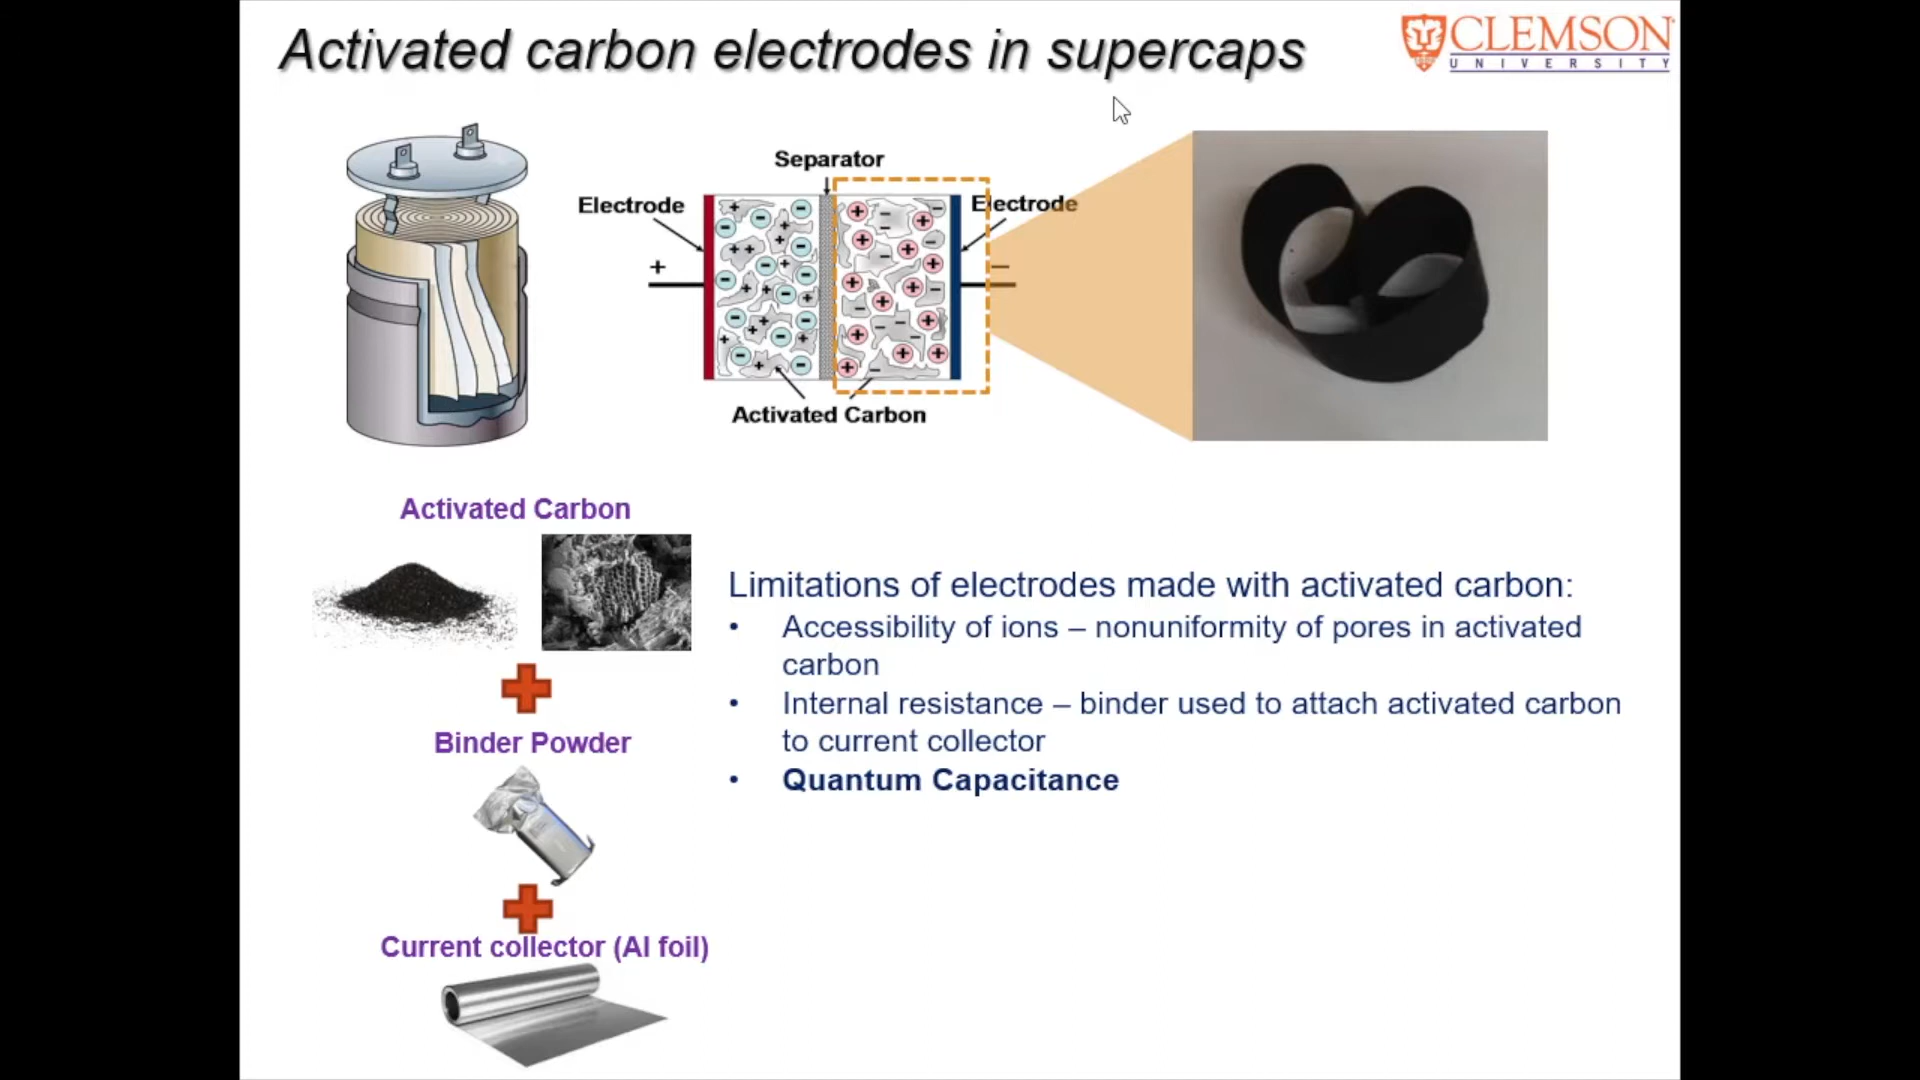 Activated carbon electrodes in supercaps
CLEMSON
UNIVERSITY
Separator
Electrode
Electrode
+
−
Activated Carbon
Activated Carbon
Limitations of electrodes made with activated carbon:
• Accessibility of ions – nonuniformity of pores in activated
carbon
• Internal resistance – binder used to attach activated carbon
to current collector
• Quantum Capacitance
Binder Powder
Current collector (Al foil)